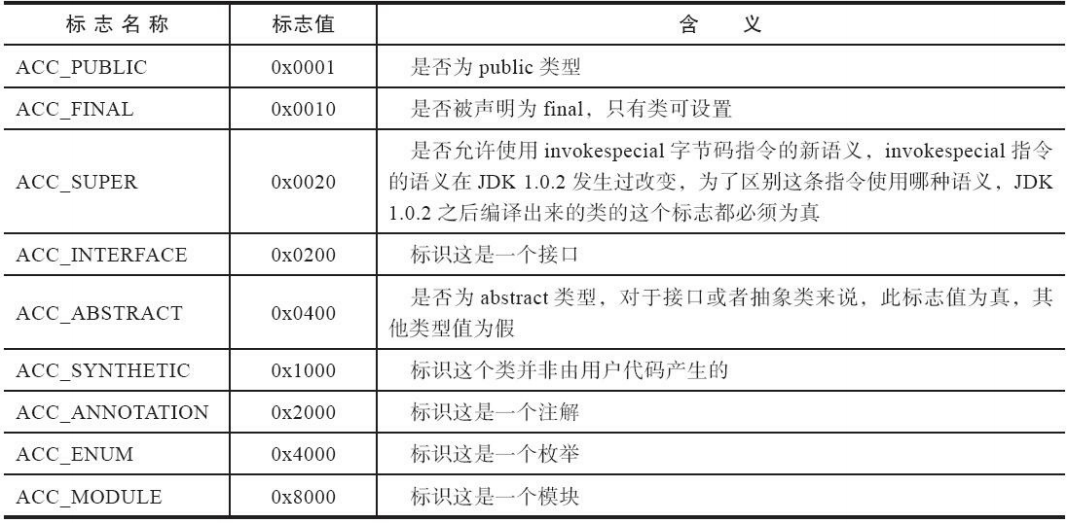 标 志 名 称 标志值 含 义
ACC_PUBLIC 0x0001 是否为 public 类型
ACC_FINAL 0x0010 是否被声明为 final，只有类可设置
是否允许使用 invokespecial 字节码指令的新语义，invokespecial 指令
ACC_SUPER 0x0020 的语义在 JDK 1.0.2 发生过改变，为了区别这条指令使用哪种语义，JDK
1.0.2 之后编译出来的类的这个标志都必须为真
ACC_INTERFACE 0x0200 标识这是一个接口
是否为 abstract 类型，对于接口或者抽象类来说，此标志值为真，其
ACC_ABSTRACT 0x0400
他类型值为假
ACC_SYNTHETIC 0x1000 标识这个类并非由用户代码产生的
ACC_ANNOTATION 0x2000 标识这是一个注解
ACC_ENUM 0x4000 标识这是一个枚举
ACC_MODULE 0x8000 标识这是一个模块